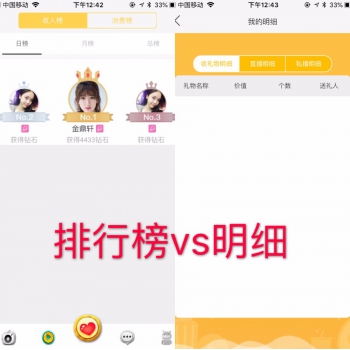 中国移动 下午12:42 33%
收入榜 消费榜
日榜 月榜 总榜
No.2 No.1 No.3
金鼎轩
获得钻石 获得4433钻石 获得钻石
中国移动 下午12:43 33%
我的明细
收礼物明细 直播明细 私播明细
礼物名称 价值 个数 送礼人
排行榜vs明细